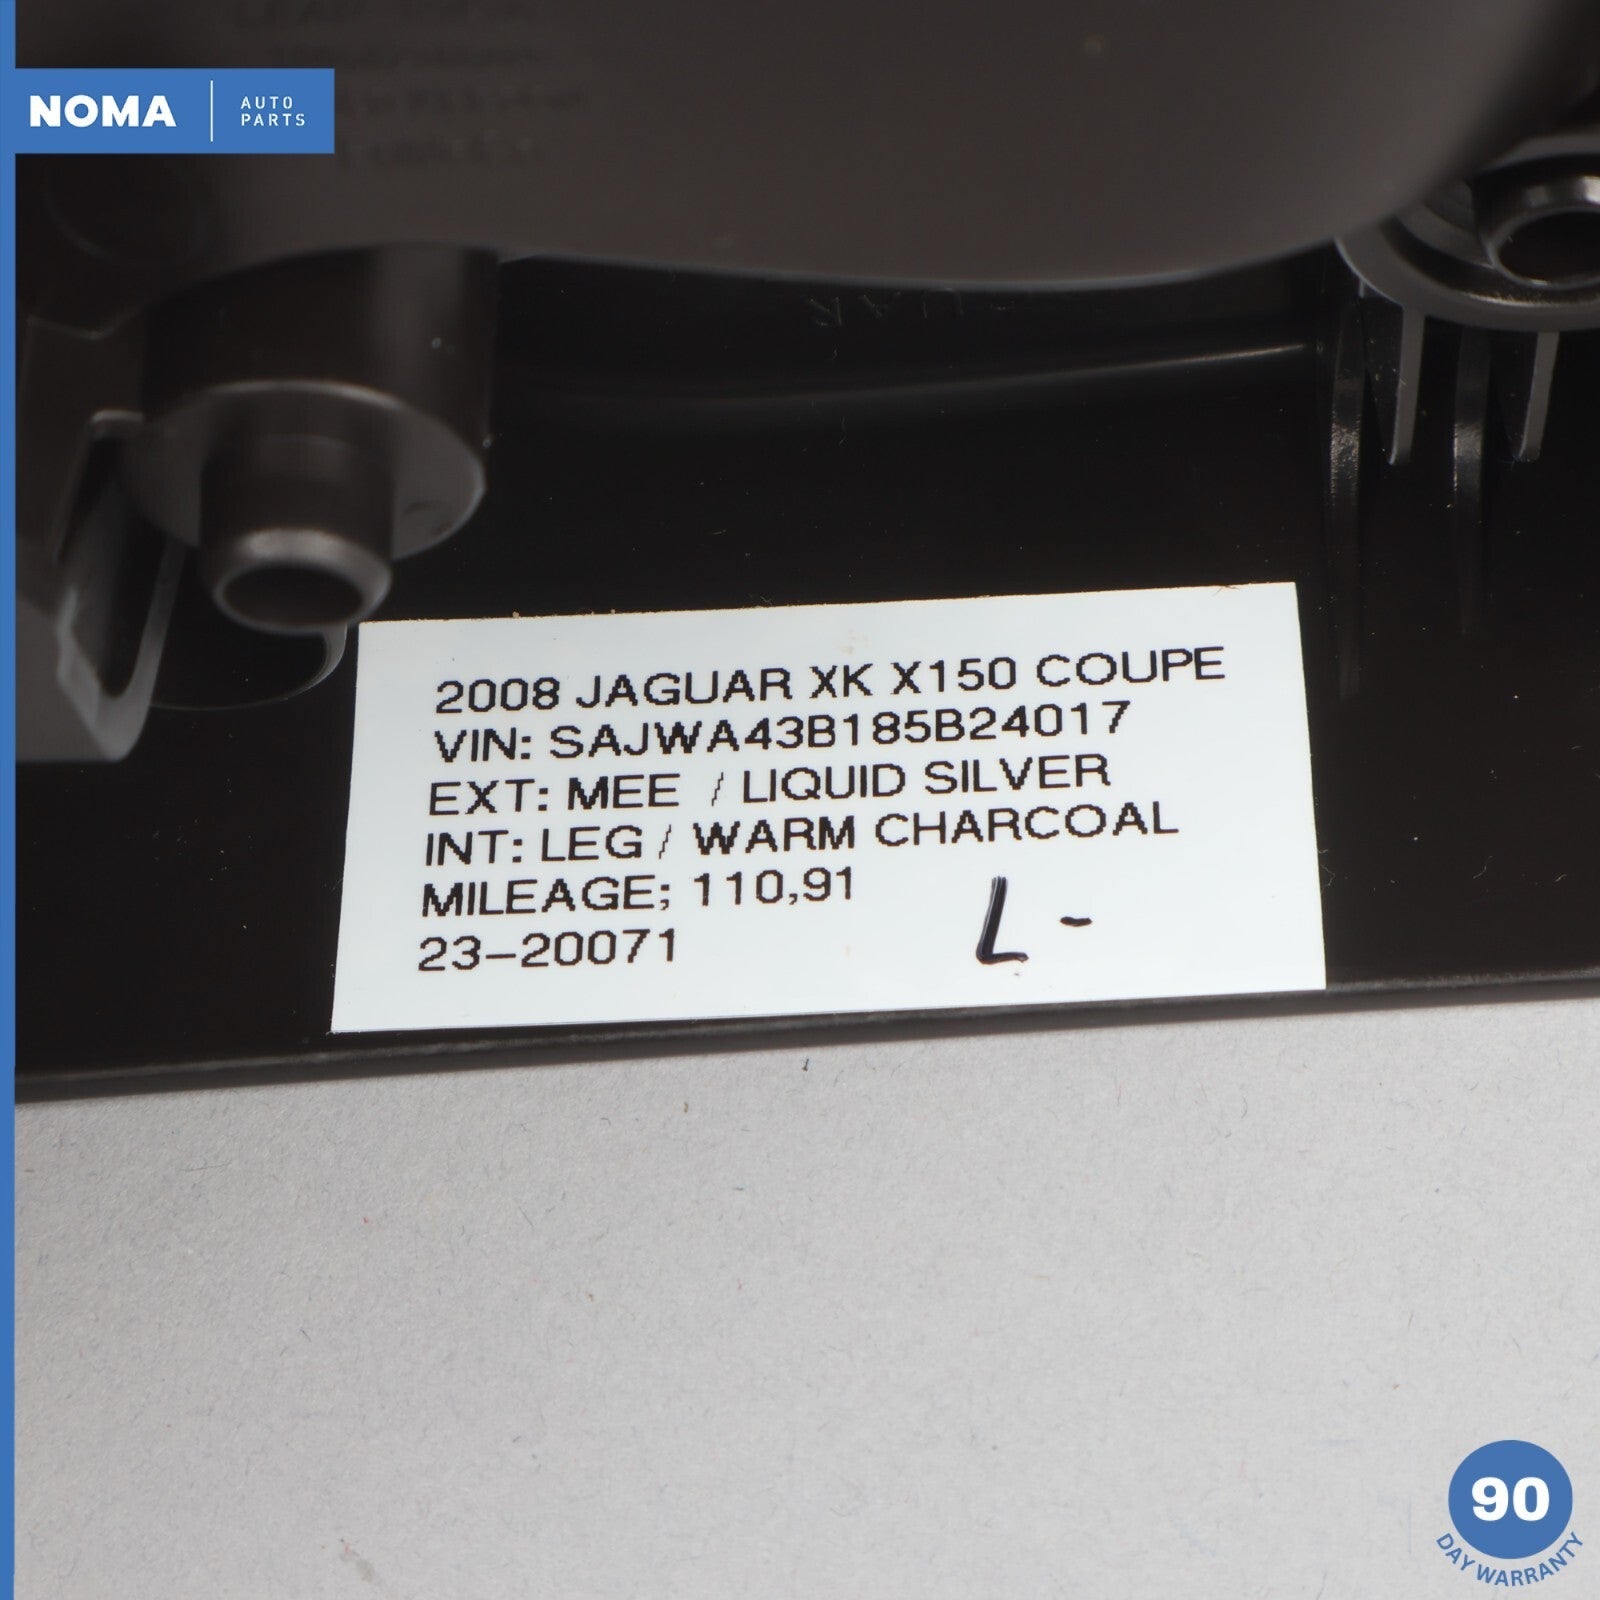 NOMA
AUTO
PARTS
2008 JAGUAR XK X150 COUPE
VIN: SAJWA43B185B24017
EXT: MEE / LIQUID SILVER
INT: LEG / WARM CHARCOAL
MILEAGE; 110,91
23-20071
L-
90
DAY WARRANTY